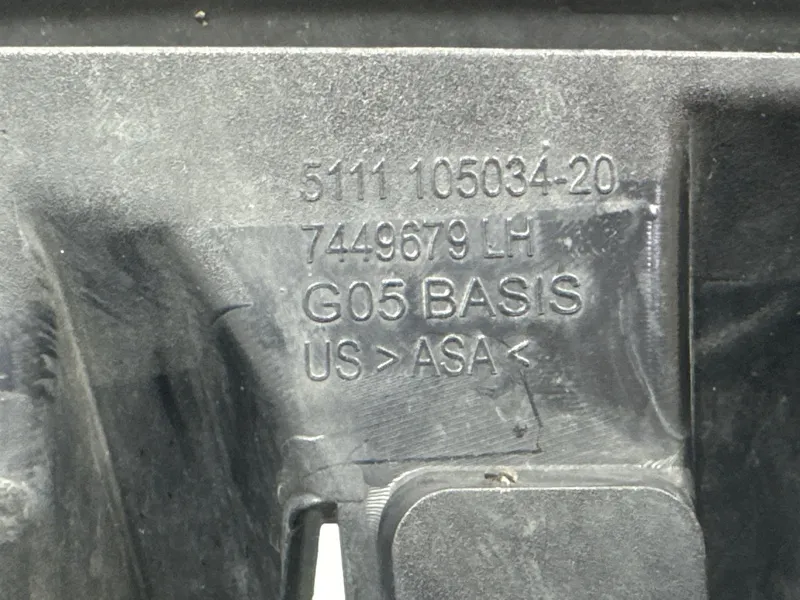 5111 105034-20
7449679 LH
G05 BASIS
US >ASA<